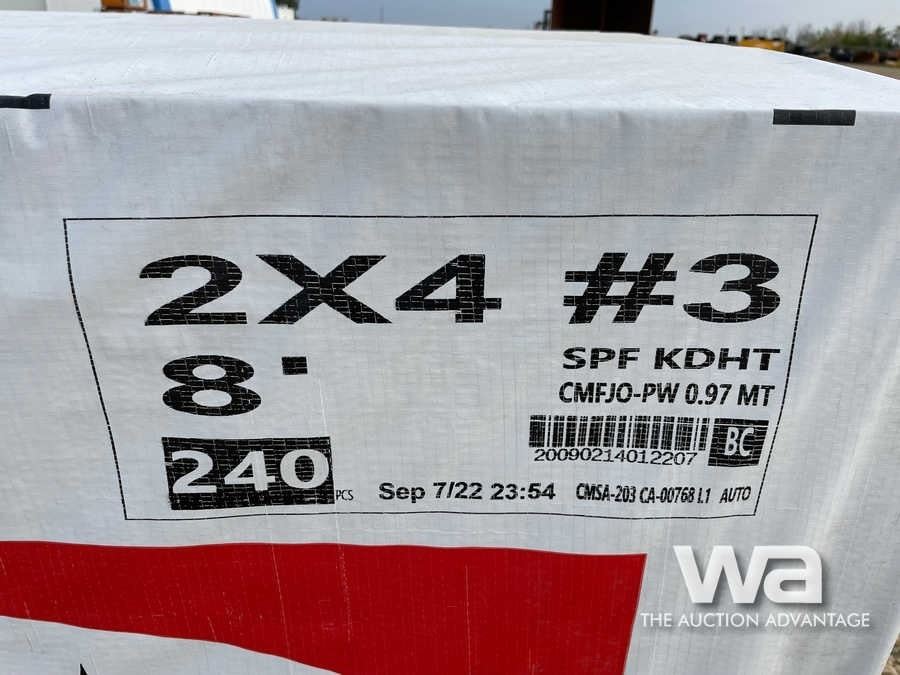 2X4 #3
8'
SPF KDHT
CMFJO-PW 0.97 MT
20090214012207
BC
240 PCS
Sep 7/22 23:54
CMSA-203 CA-00768 L1 AUTO
wa
THE AUCTION ADVANTAGE